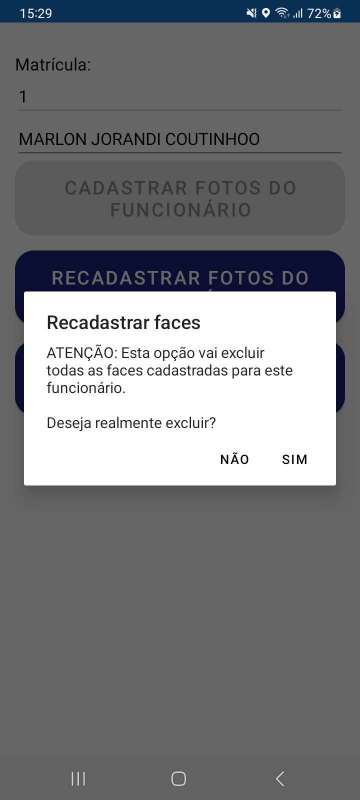 15:29
72%
Matrícula:
1
MARLON JORANDI COUTINHOO
CADASTRAR FOTOS DO
FUNCIONÁRIO
RECADASTRAR FOTOS DO
Recadastrar faces
ATENÇÃO: Esta opção vai excluir
todas as faces cadastradas para este
funcionário.
Deseja realmente excluir?
NÃO
SIM